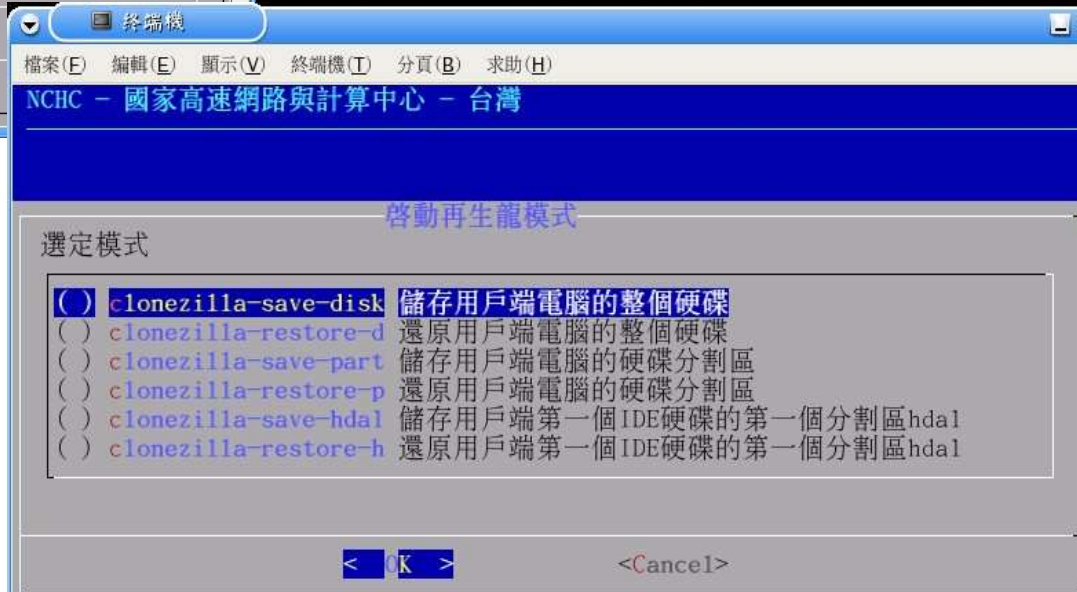 終端機
檔案(F) 編輯(E) 顯示(V) 終端機(T) 分頁(B) 求助(H)
NCHC - 國家高速網路與計算中心 - 台灣
啓動再生龍模式
選定模式
( ) clonezilla-save-disk 儲存用戶端電腦的整個硬碟
( ) clonezilla-restore-d 還原用戶端電腦的整個硬碟
( ) clonezilla-save-part 儲存用戶端電腦的硬碟分割區
( ) clonezilla-restore-p 還原用戶端電腦的硬碟分割區
( ) clonezilla-save-hda1 儲存用戶端第一個IDE硬碟的第一個分割區hda1
( ) clonezilla-restore-h 還原用戶端第一個IDE硬碟的第一個分割區hda1
< OK > <Cancel>